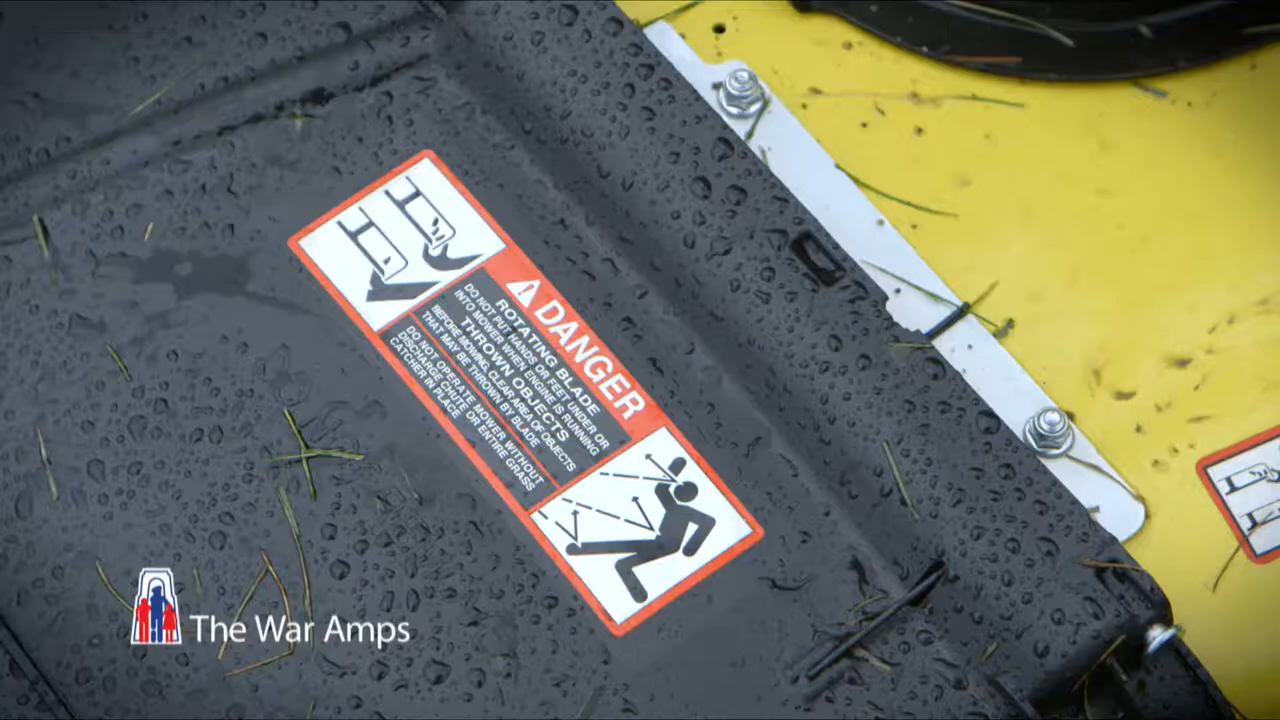 DANGER
ROTATING BLADE
DO NOT PUT HANDS OR FEET UNDER OR
INTO MOWER WHEN ENGINE IS RUNNING
THROWN OBJECTS
BEFORE MOWING, CLEAR AREA OF OBJECTS
THAT MAY BE THROWN BY BLADE
DO NOT OPERATE MOWER WITHOUT
DISCHARGE CHUTE OR ENTIRE GRASS
CATCHER IN PLACE
The War Amps